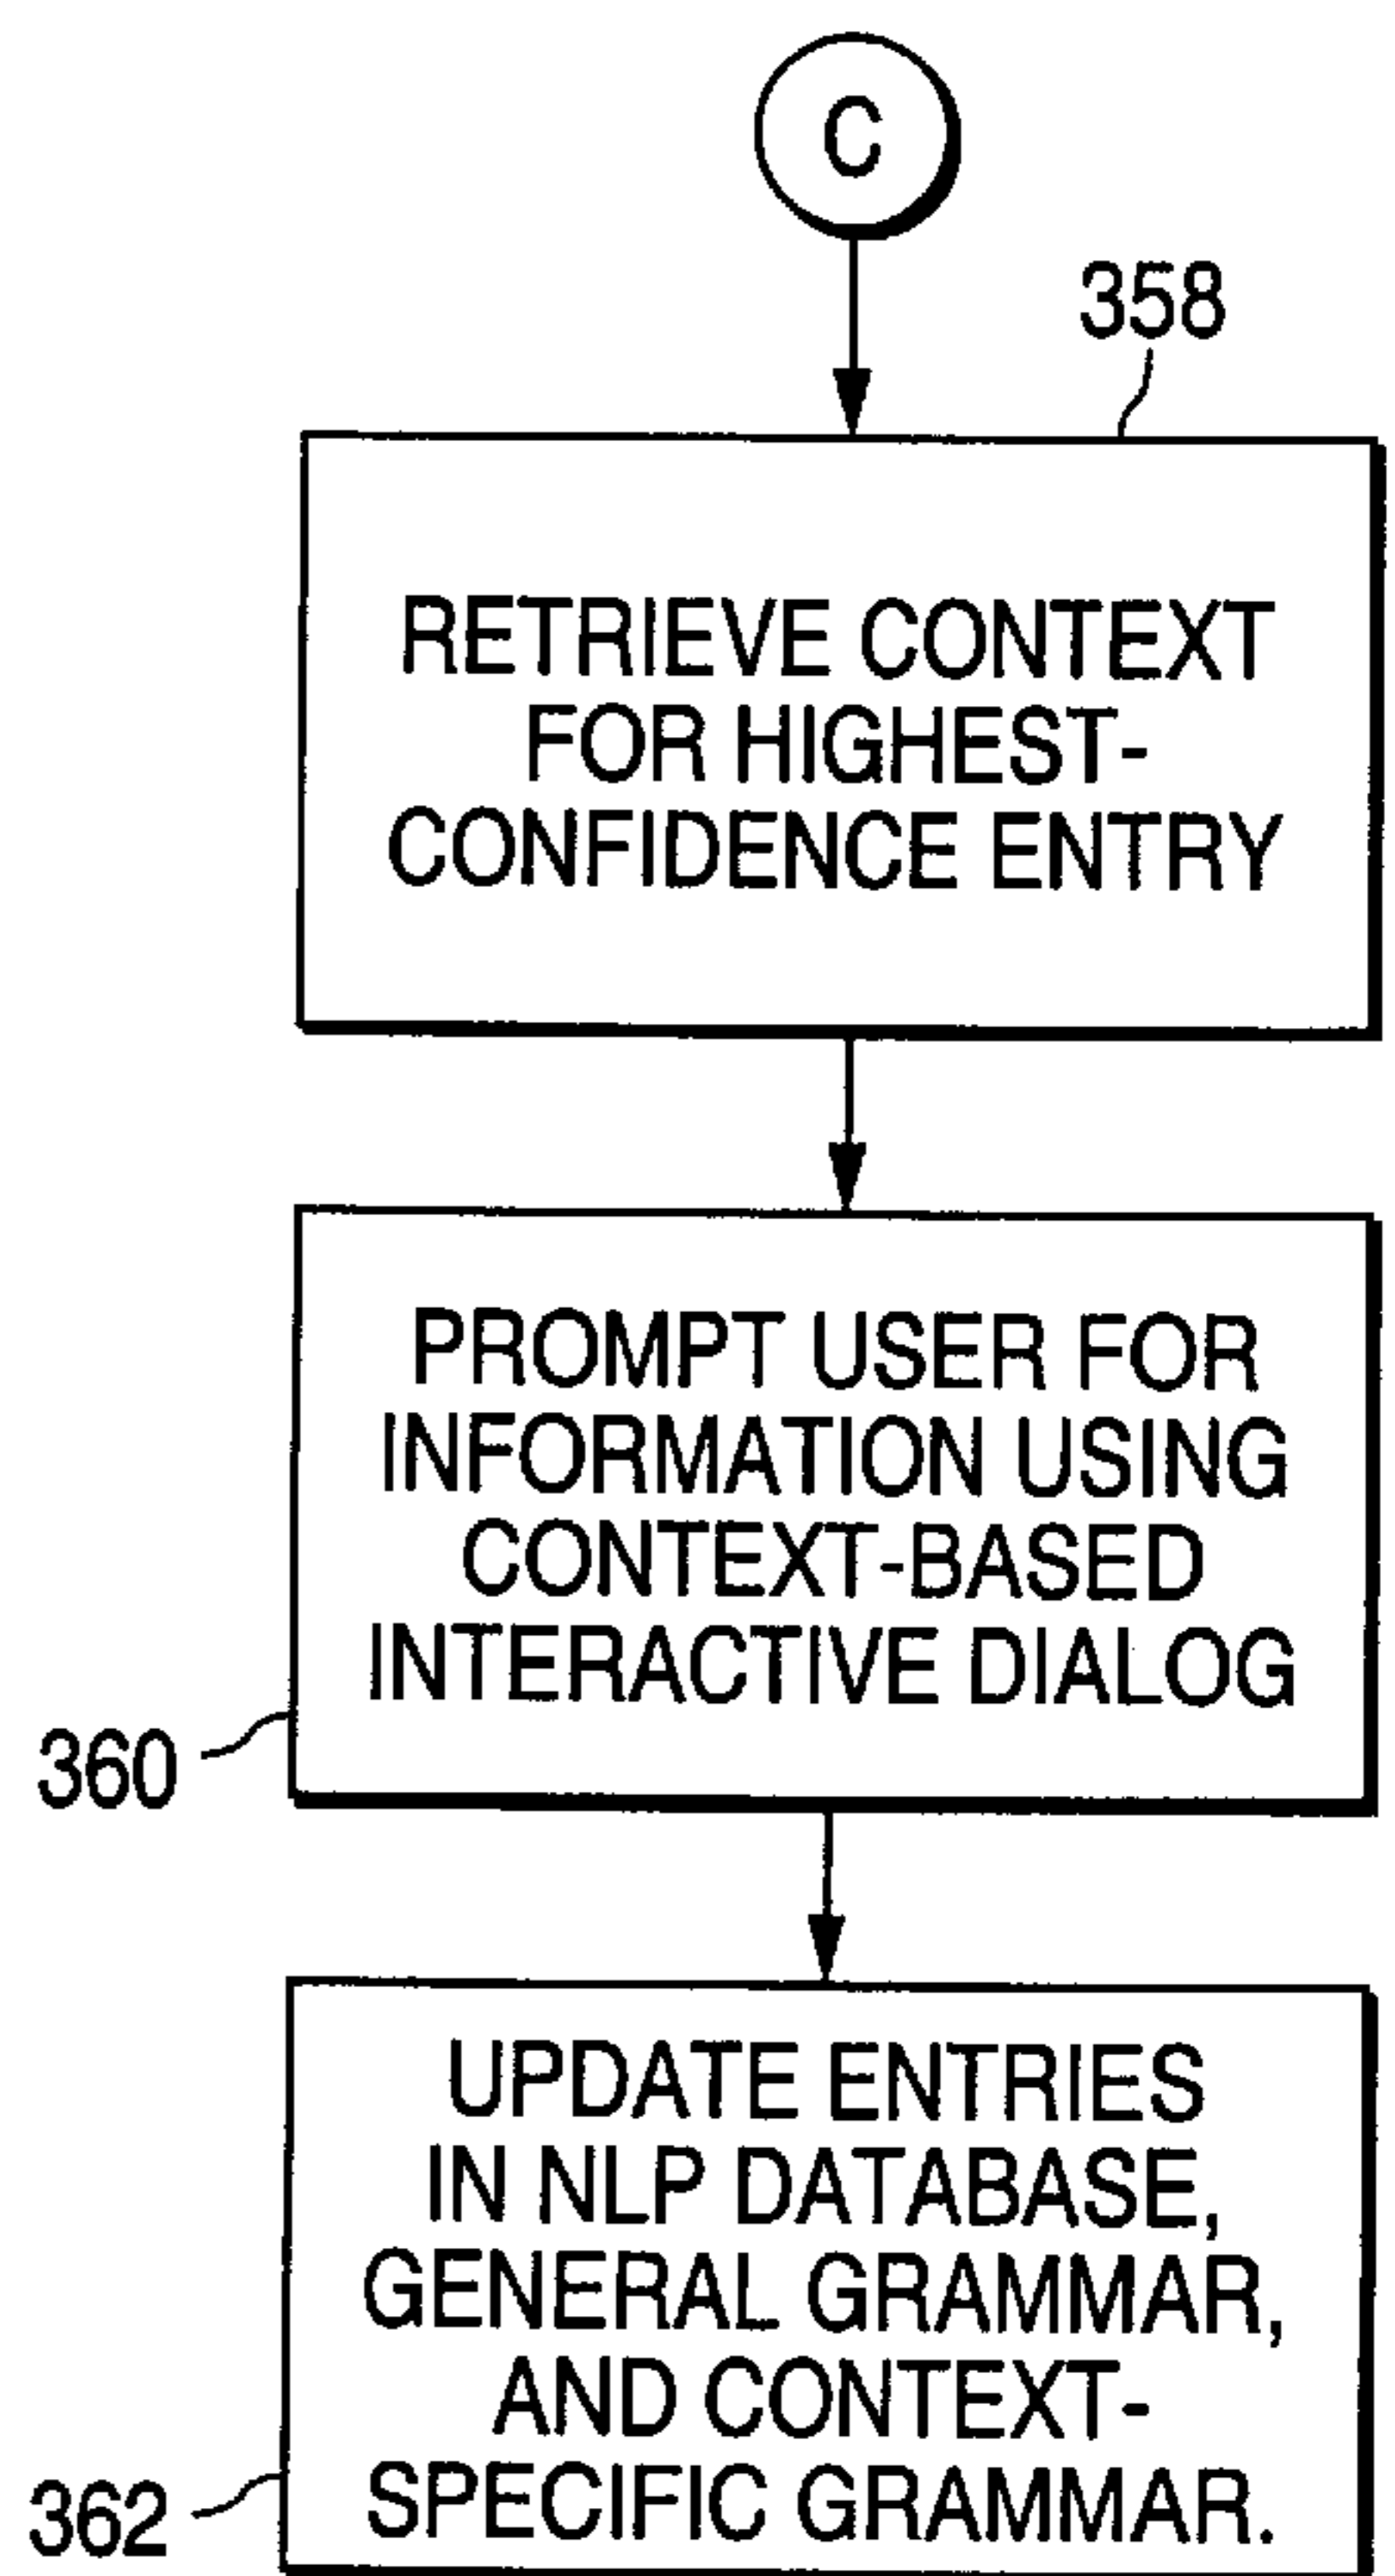 C
358
RETRIEVE CONTEXT
FOR HIGHEST-
CONFIDENCE ENTRY
PROMPT USER FOR
INFORMATION USING
CONTEXT-BASED
INTERACTIVE DIALOG
360
UPDATE ENTRIES
IN NLP DATABASE,
GENERAL GRAMMAR,
AND CONTEXT-
SPECIFIC GRAMMAR.
362